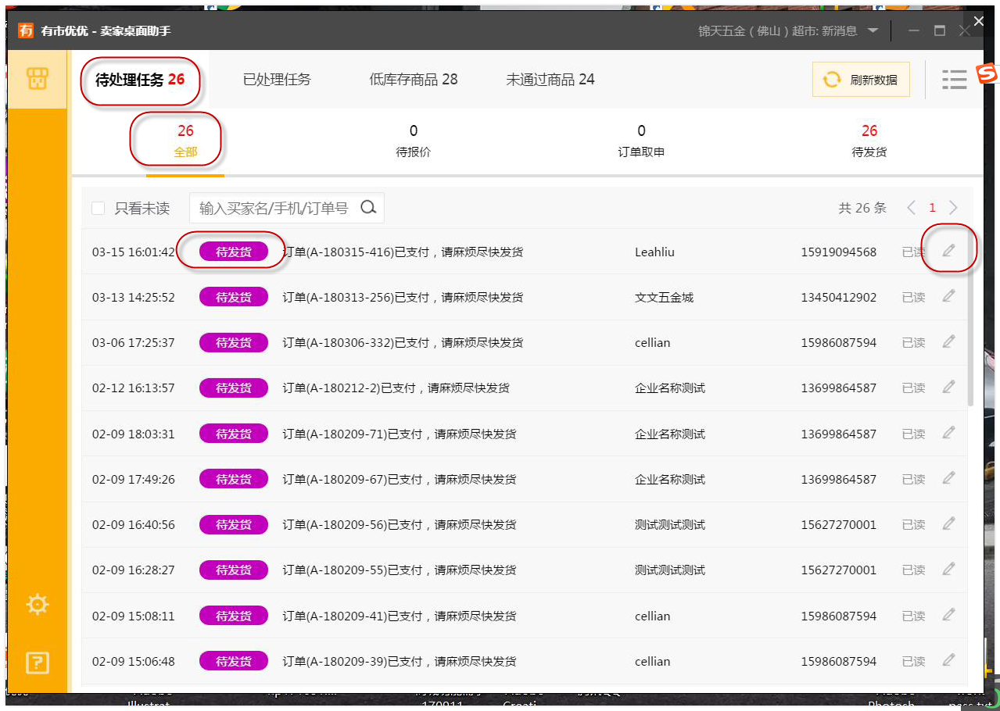 有 有市优优 - 卖家桌面助手
锦天五金（佛山）超市: 新消息
待处理任务 26 已处理任务 低库存商品 28 未通过商品 24 刷新数据
26 0 0 26
全部 待报价 订单取申 待发货
只看未读 输入买家名/手机/订单号 共 26 条 1
03-15 16:01:42 待发货 订单(A-180315-416)已支付，请麻烦尽快发货 Leahliu 15919094568 已读
03-13 14:25:52 待发货 订单(A-180313-256)已支付，请麻烦尽快发货 文文五金城 13450412902 已读
03-06 17:25:37 待发货 订单(A-180306-332)已支付，请麻烦尽快发货 cellian 15986087594 已读
02-12 16:13:57 待发货 订单(A-180212-2)已支付，请麻烦尽快发货 企业名称测试 13699864587 已读
02-09 18:03:31 待发货 订单(A-180209-71)已支付，请麻烦尽快发货 企业名称测试 13699864587 已读
02-09 17:49:26 待发货 订单(A-180209-67)已支付，请麻烦尽快发货 企业名称测试 13699864587 已读
02-09 16:40:56 待发货 订单(A-180209-56)已支付，请麻烦尽快发货 测试测试测试 15627270001 已读
02-09 16:28:27 待发货 订单(A-180209-55)已支付，请麻烦尽快发货 测试测试测试 15627270001 已读
02-09 15:08:11 待发货 订单(A-180209-41)已支付，请麻烦尽快发货 cellian 15986087594 已读
02-09 15:06:48 待发货 订单(A-180209-39)已支付，请麻烦尽快发货 cellian 15986087594 已读